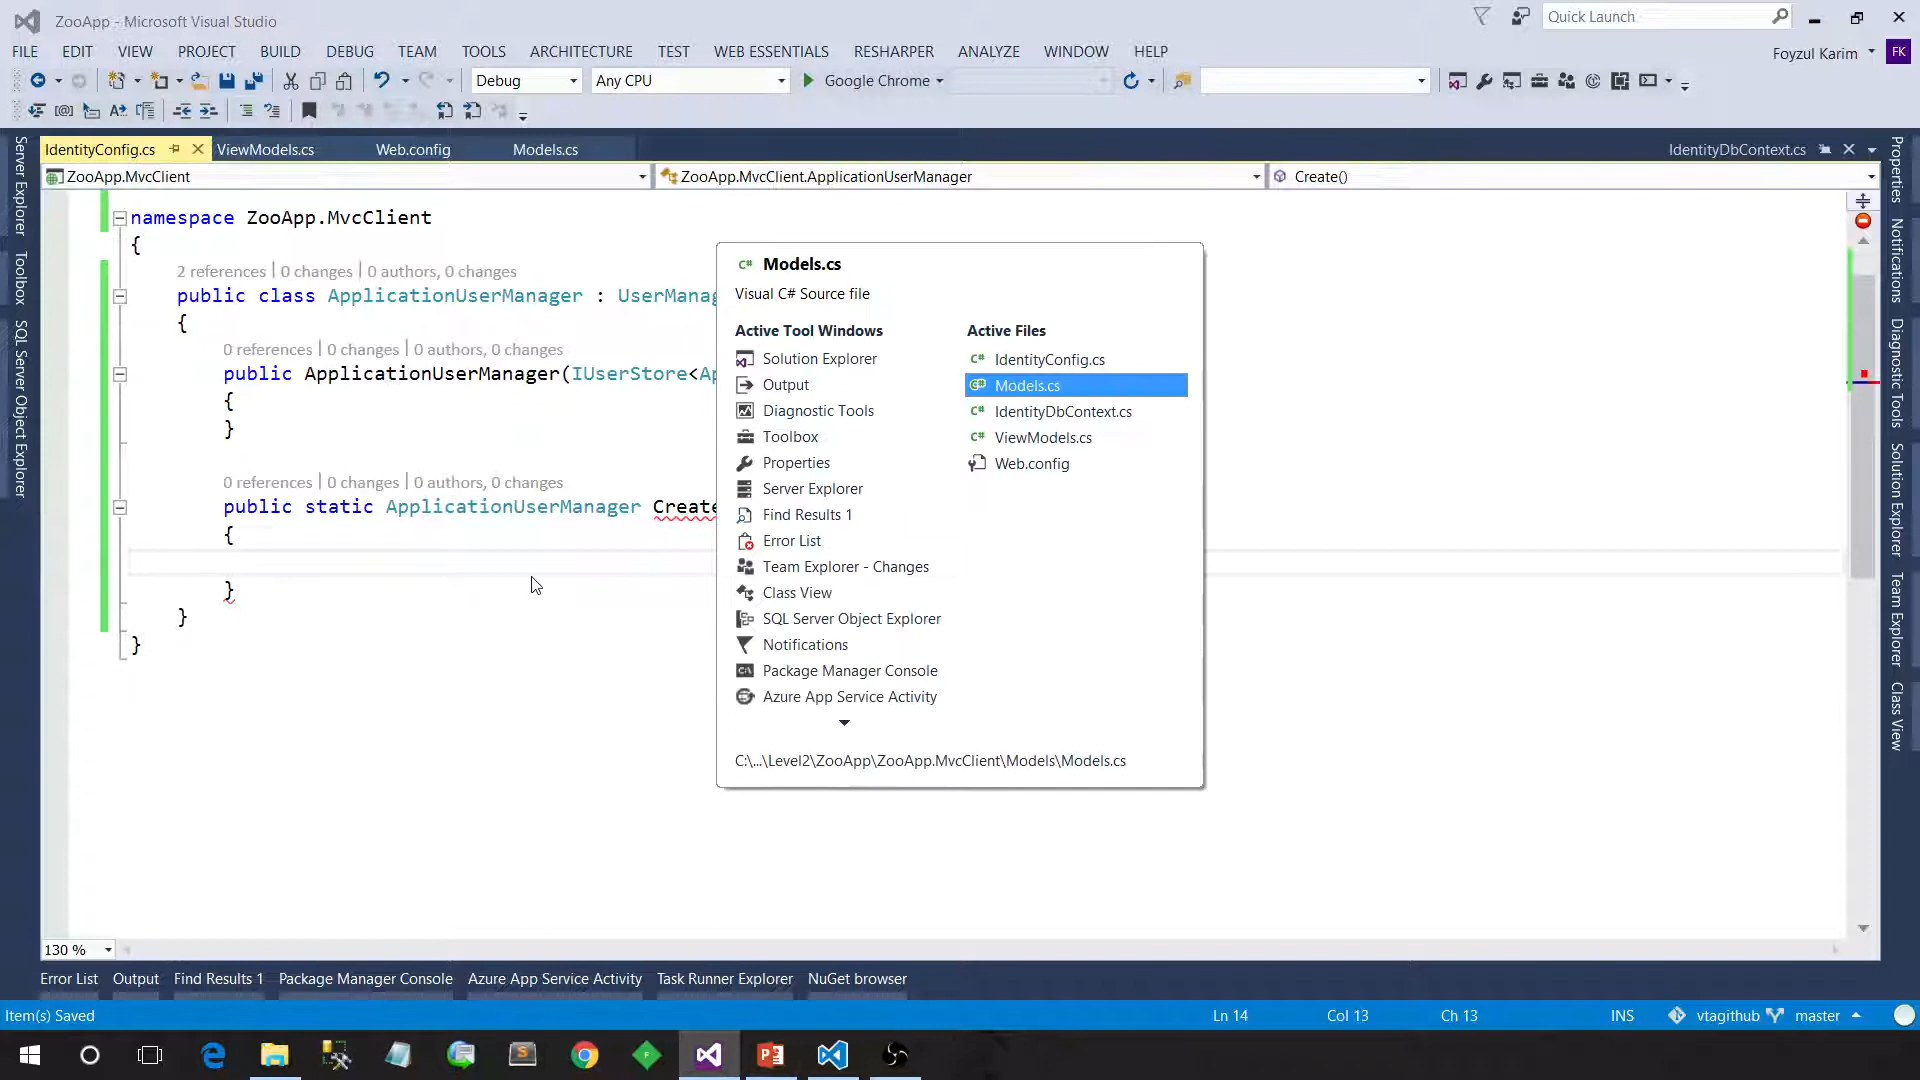 ZooApp - Microsoft Visual Studio
Quick Launch
FILE EDIT VIEW PROJECT BUILD DEBUG TEAM TOOLS ARCHITECTURE TEST WEB ESSENTIALS RESHARPER ANALYZE WINDOW HELP
Foyzul Karim FK
Debug Any CPU Google Chrome
IdentityConfig.cs ViewModels.cs Web.config Models.cs IdentityDbContext.cs
ZooApp.MvcClient ZooApp.MvcClient.ApplicationUserManager Create()
Server Explorer
Toolbox
SQL Server Object Explorer
namespace ZooApp.MvcClient
{
2 references | 0 changes | 0 authors, 0 changes
public class ApplicationUserManager : UserManag
{
0 references | 0 changes | 0 authors, 0 changes
public ApplicationUserManager(IUserStore<Ap
{
}
0 references | 0 changes | 0 authors, 0 changes
public static ApplicationUserManager Create
{
}
}
}
Models.cs
Visual C# Source file
Active Tool Windows
Solution Explorer
Output
Diagnostic Tools
Toolbox
Properties
Server Explorer
Find Results 1
Error List
Team Explorer - Changes
Class View
SQL Server Object Explorer
Notifications
Package Manager Console
Azure App Service Activity
Active Files
IdentityConfig.cs
Models.cs
IdentityDbContext.cs
ViewModels.cs
Web.config
C:\...\Level2\ZooApp\ZooApp.MvcClient\Models\Models.cs
Properties
Notifications
Diagnostic Tools
Solution Explorer
Team Explorer
Class View
130 %
Error List Output Find Results 1 Package Manager Console Azure App Service Activity Task Runner Explorer NuGet browser
Item(s) Saved Ln 14 Col 13 Ch 13 INS vtagithub master